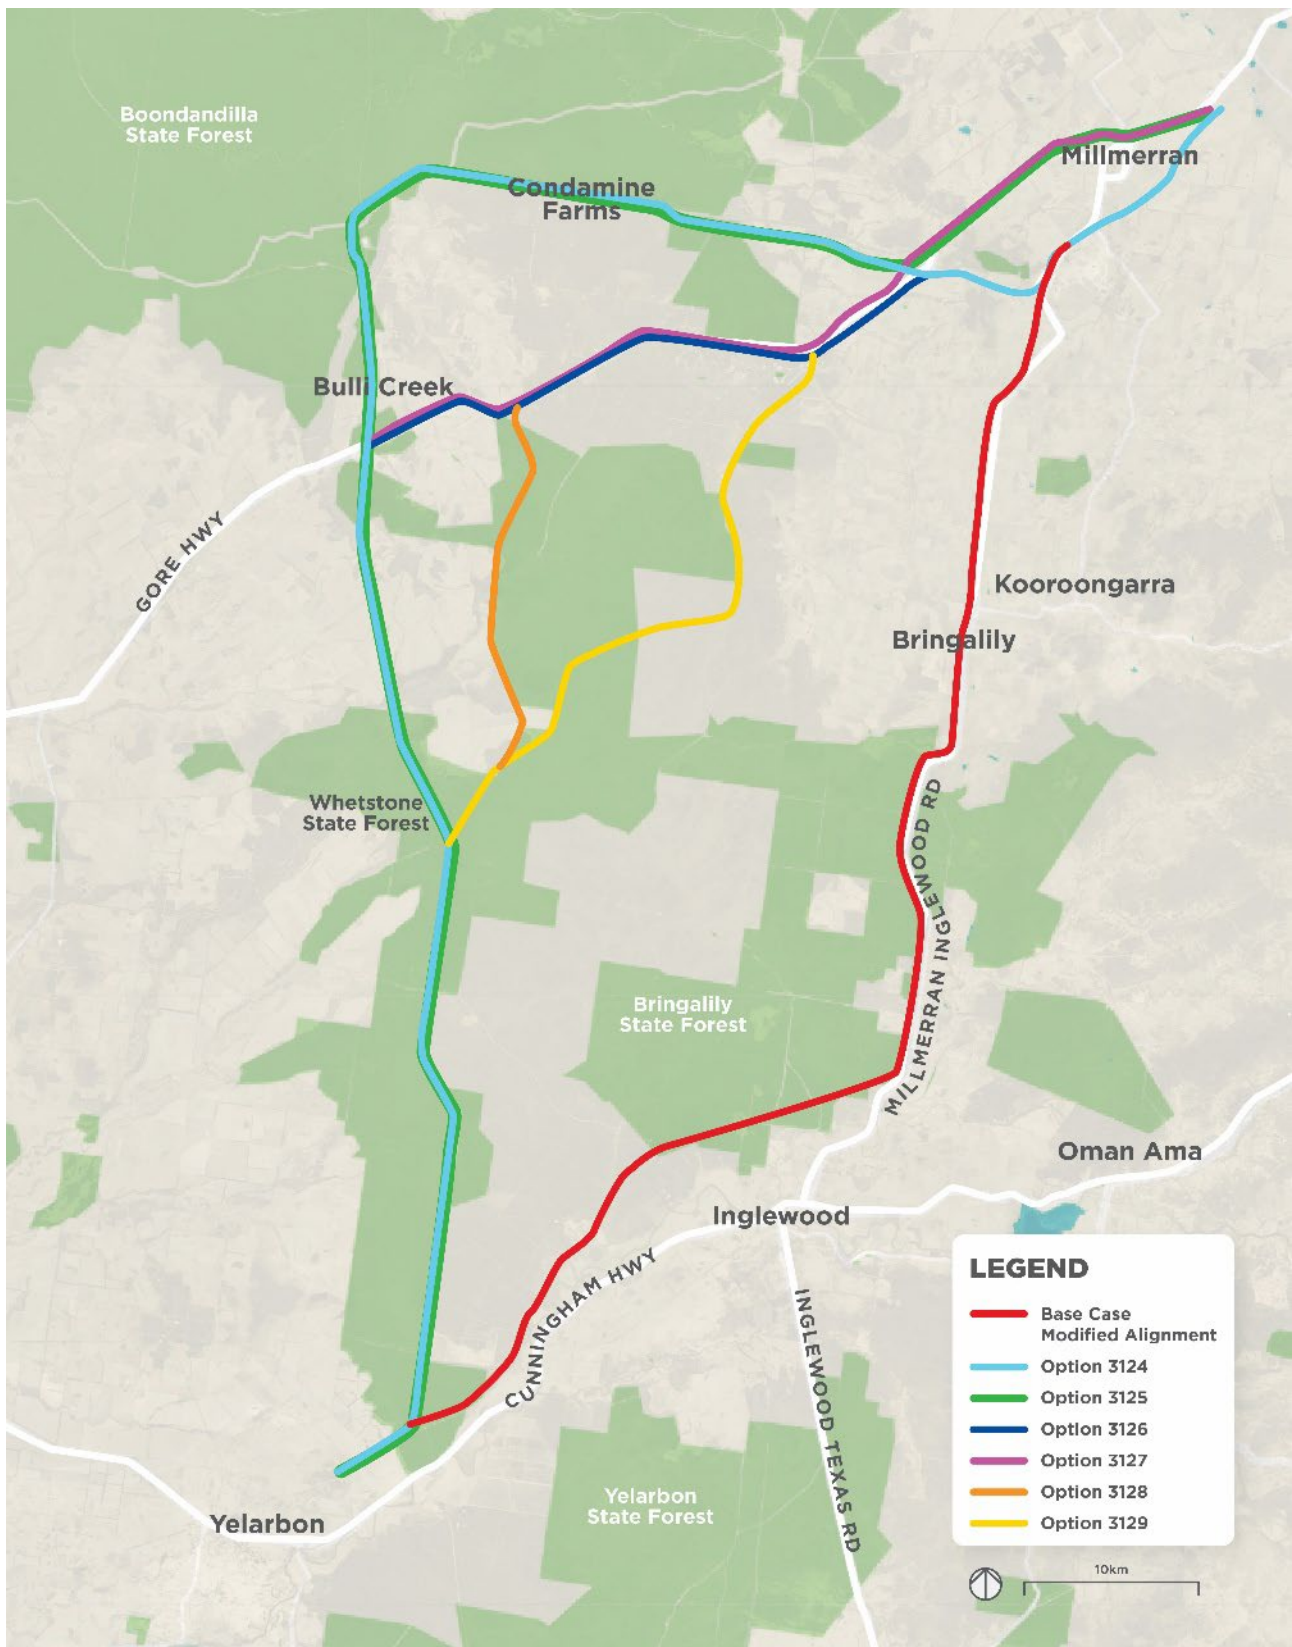 Boondandilla
State Forest
Millmerran
Condamine
Farms
Bulli Creek
GORE HWY
Kooroongarra
Bringalily
Whetstone
State Forest
MILLMERRAN INGLEWOOD RD
Bringalily
State Forest
Oman Ama
Inglewood
CUNNINGHAM HWY
INGLEWOOD TEXAS RD
Yelarbon
State Forest
Yelarbon
LEGEND
Base Case
Modified Alignment
Option 3124
Option 3125
Option 3126
Option 3127
Option 3128
Option 3129
10km